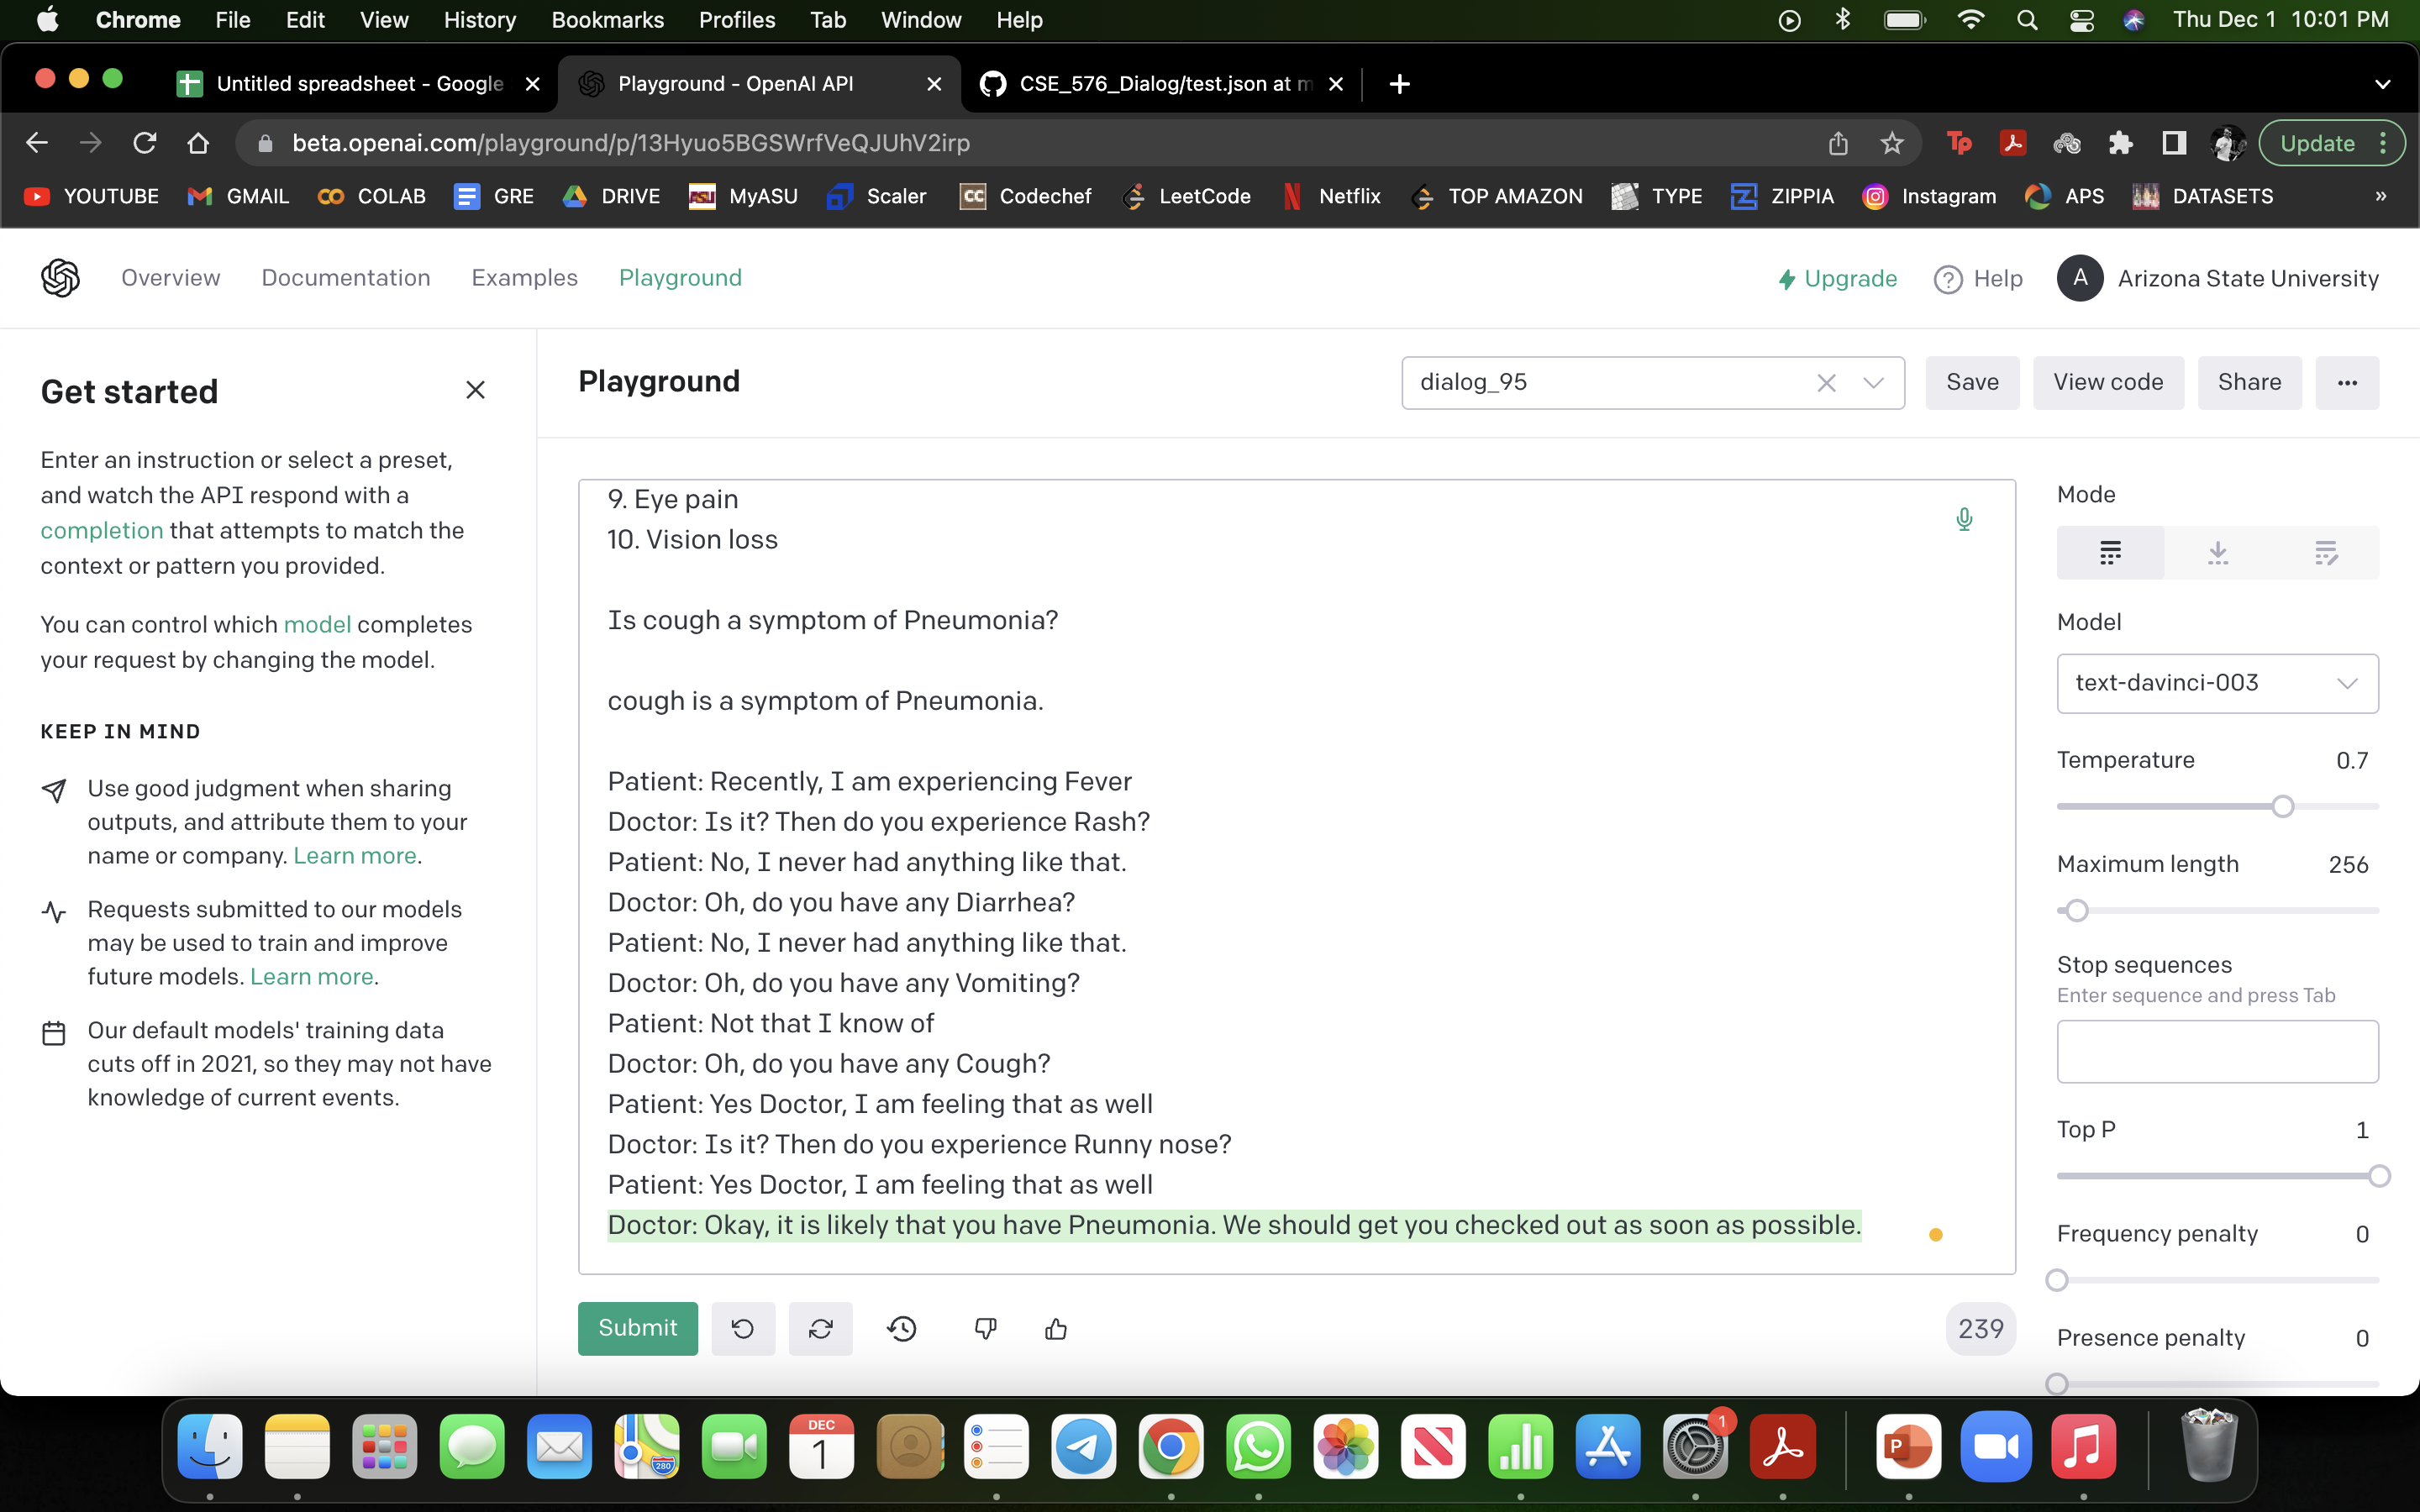 Chrome File Edit View History Bookmarks Profiles Tab Window Help Thu Dec 1 10:01 PM
Untitled spreadsheet - Google Playground - OpenAI API CSE_576_Dialog/test.json at m
beta.openai.com/playground/p/13Hyuo5BGSWrfVeQJUhV2irp Tp Update
YOUTUBE GMAIL COLAB GRE DRIVE MyASU Scaler CC Codechef LeetCode Netflix TOP AMAZON TYPE ZIPPIA Instagram APS DATASETS »
Overview Documentation Examples Playground Upgrade Help A Arizona State University
Get started
Enter an instruction or select a preset,
and watch the API respond with a
completion that attempts to match the
context or pattern you provided.
You can control which model completes
your request by changing the model.
KEEP IN MIND
Use good judgment when sharing
outputs, and attribute them to your
name or company. Learn more.
Requests submitted to our models
may be used to train and improve
future models. Learn more.
Our default models' training data
cuts off in 2021, so they may not have
knowledge of current events.
Playground dialog_95 Save View code Share ...
9. Eye pain
10. Vision loss
Is cough a symptom of Pneumonia?
cough is a symptom of Pneumonia.
Patient: Recently, I am experiencing Fever
Doctor: Is it? Then do you experience Rash?
Patient: No, I never had anything like that.
Doctor: Oh, do you have any Diarrhea?
Patient: No, I never had anything like that.
Doctor: Oh, do you have any Vomiting?
Patient: Not that I know of
Doctor: Oh, do you have any Cough?
Patient: Yes Doctor, I am feeling that as well
Doctor: Is it? Then do you experience Runny nose?
Patient: Yes Doctor, I am feeling that as well
Doctor: Okay, it is likely that you have Pneumonia. We should get you checked out as soon as possible.
Submit 239
Mode
Model
text-davinci-003
Temperature 0.7
Maximum length 256
Stop sequences
Enter sequence and press Tab
Top P 1
Frequency penalty 0
Presence penalty 0
280 DEC 1 1 P